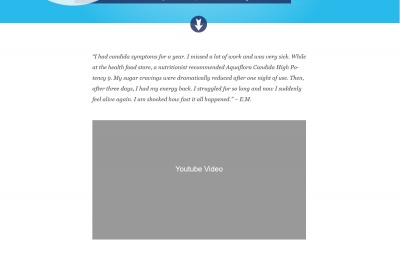 “I had candida symptoms for a year. I missed a lot of work and was very sick. While
at the health food store, a nutritionist recommended Aquaflora Candida High Po-
tency 9. My sugar cravings were dramatically reduced after one night of use. Then,
after three days, I had my energy back. I struggled for so long and now I suddenly
feel alive again. I am shocked how fast it all happened.” – E.M.
Youtube Video